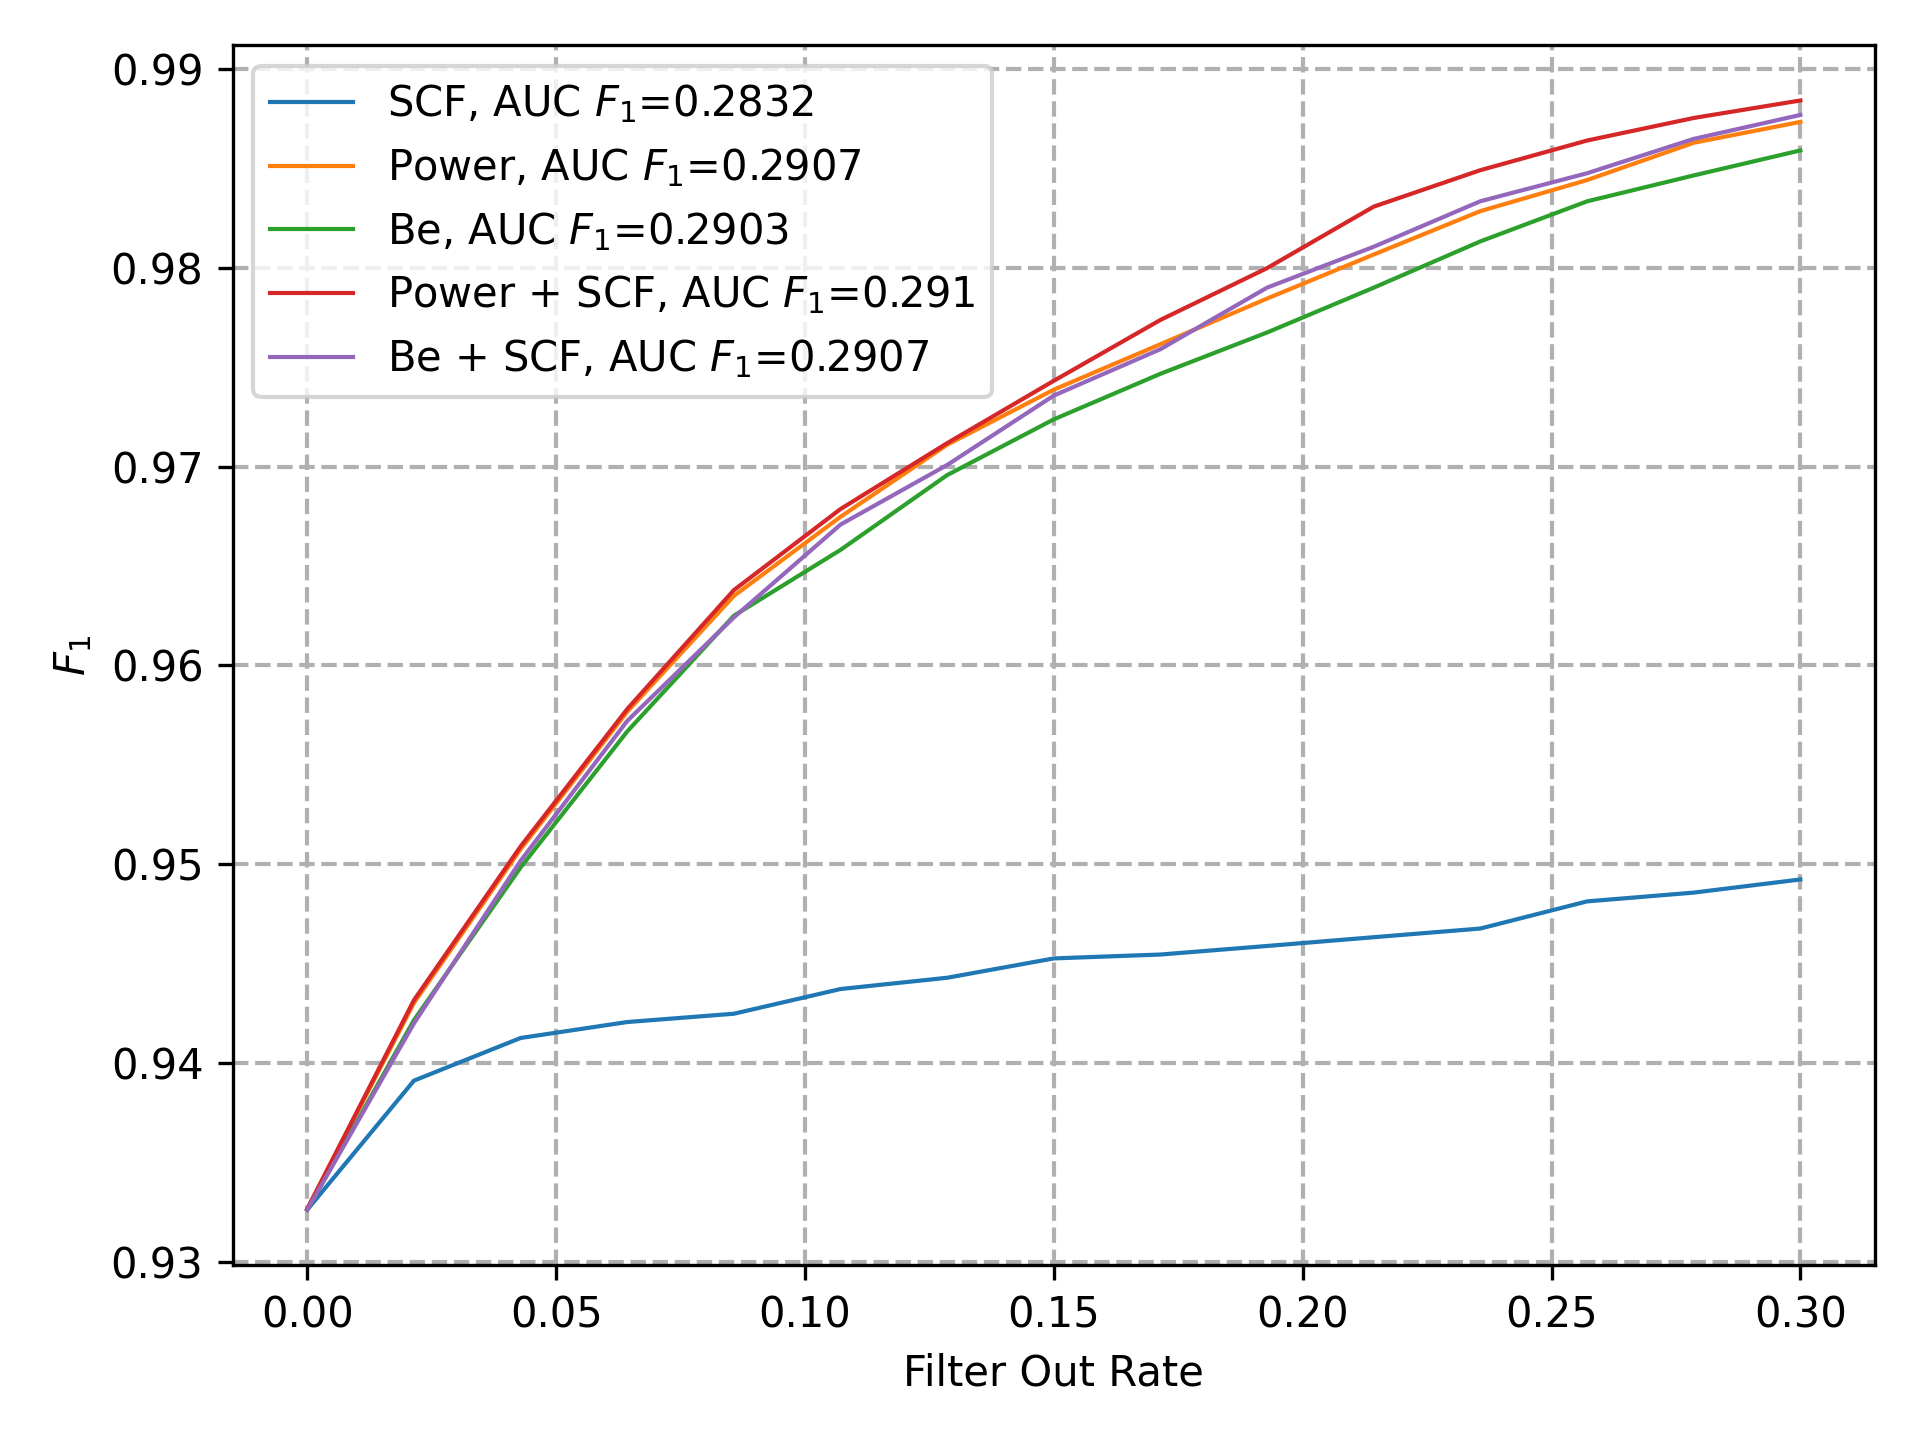 SCF, AUC F₁=0.2832
Power, AUC F₁=0.2907
Be, AUC F₁=0.2903
Power + SCF, AUC F₁=0.291
Be + SCF, AUC F₁=0.2907
F₁
0.99
0.98
0.97
0.96
0.95
0.94
0.93
0.00 0.05 0.10 0.15 0.20 0.25 0.30
Filter Out Rate